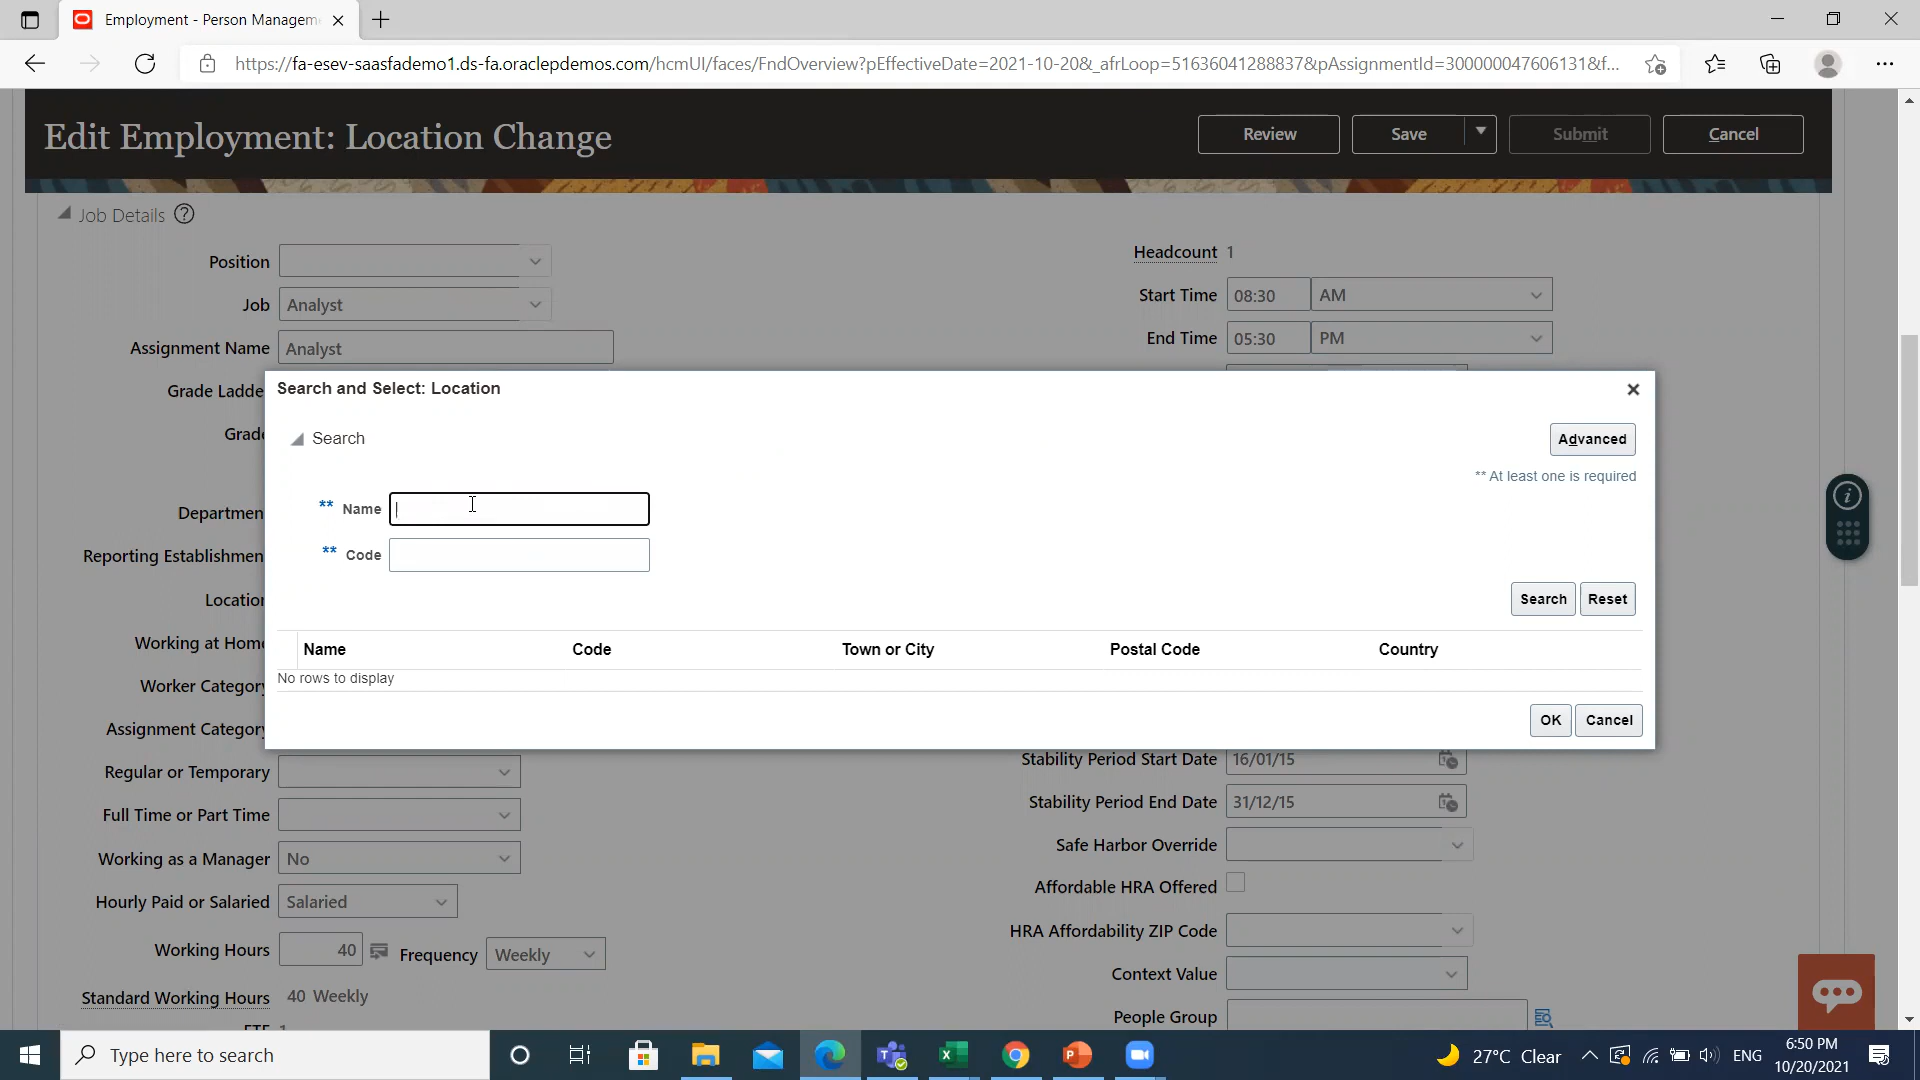 Employment - Person Managem
https://fa-esev-saasfademo1.ds-fa.oraclepdemos.com/hcmUI/faces/FndOverview?pEffectiveDate=2021-10-20&_afrLoop=51636041288837&pAssignmentId=300000047606131&f...
Edit Employment: Location Change
Review Save Submit Cancel
Job Details ?
Position
Headcount 1
Job Analyst
Start Time 08:30 AM
Assignment Name Analyst
End Time 05:30 PM
Grade Ladde
Grade
Departmen
Reporting Establishmen
Location
Working at Home
Worker Category
Assignment Category
Search and Select: Location
Search
Advanced
** At least one is required
** Name
** Code
Search Reset
Name Code Town or City Postal Code Country
No rows to display
OK Cancel
Stability Period Start Date 16/01/15
Regular or Temporary
Stability Period End Date 31/12/15
Full Time or Part Time
Safe Harbor Override
Working as a Manager No
Affordable HRA Offered
Hourly Paid or Salaried Salaried
HRA Affordability ZIP Code
Working Hours 40 Frequency Weekly
Context Value
Standard Working Hours 40 Weekly
People Group
FTE 1
Type here to search
27°C Clear
ENG
6:50 PM
10/20/2021